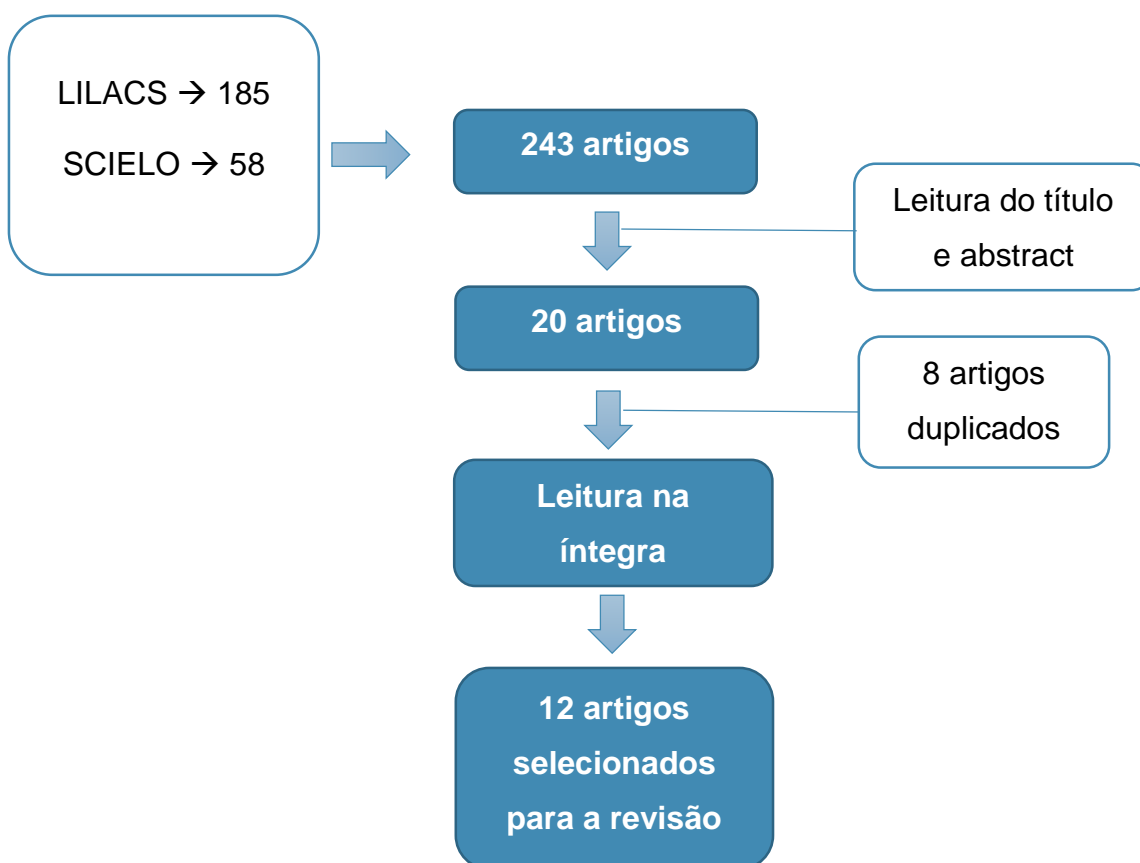 LILACS → 185
SCIELO → 58
243 artigos
Leitura do título
e abstract
20 artigos
8 artigos
duplicados
Leitura na
íntegra
12 artigos
selecionados
para a revisão